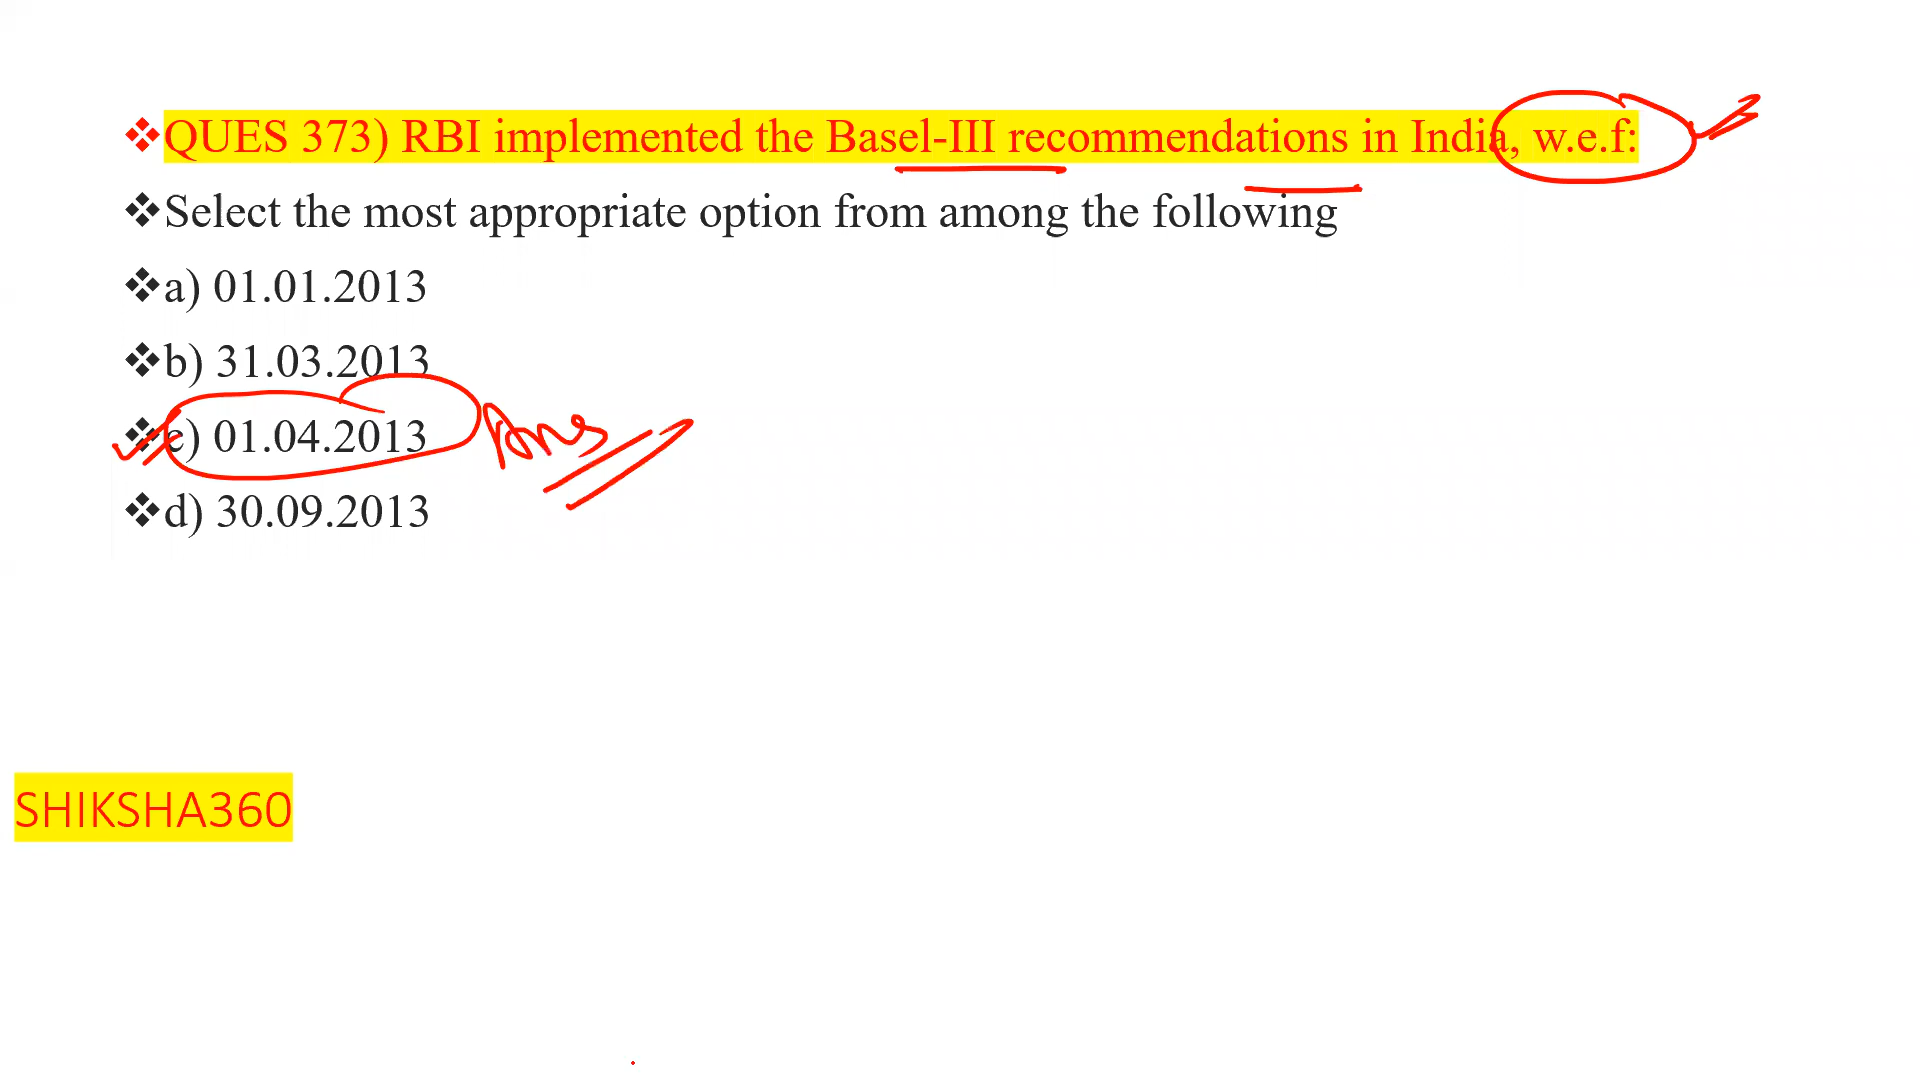 ❖QUES 373) RBI implemented the Basel-III recommendations in India, w.e.f:
❖Select the most appropriate option from among the following
❖a) 01.01.2013
❖b) 31.03.2013
❖c) 01.04.2013 Ans
❖d) 30.09.2013
SHIKSHA360